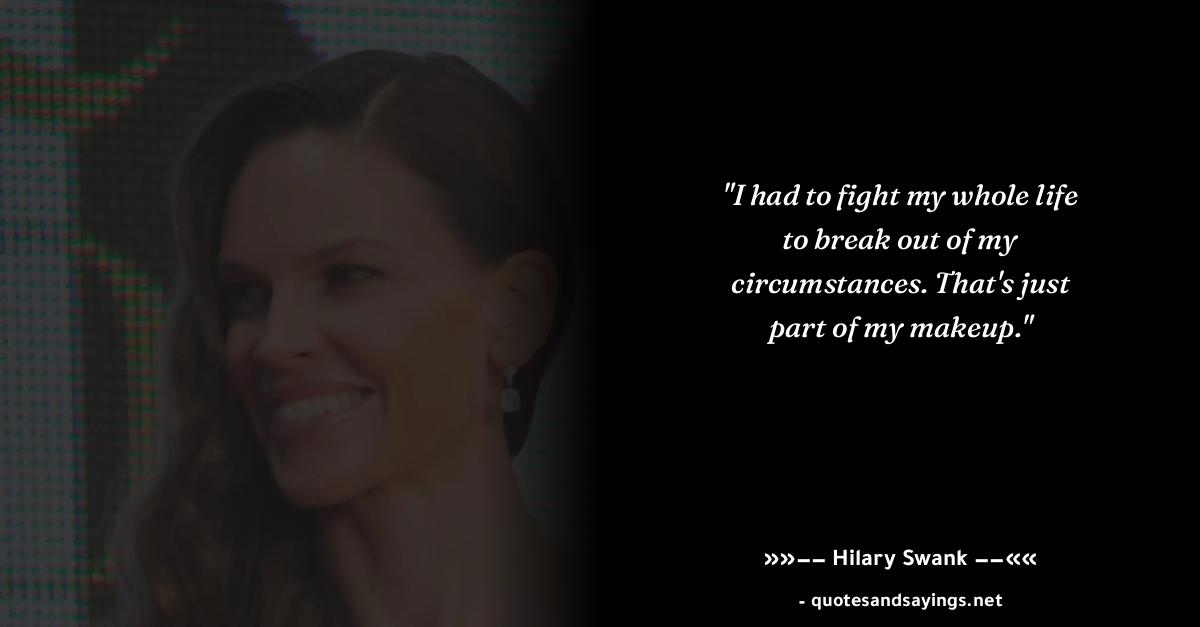 "I had to fight my whole life
to break out of my
circumstances. That's just
part of my makeup."
»»–– Hilary Swank ––««
- quotesandsayings.net